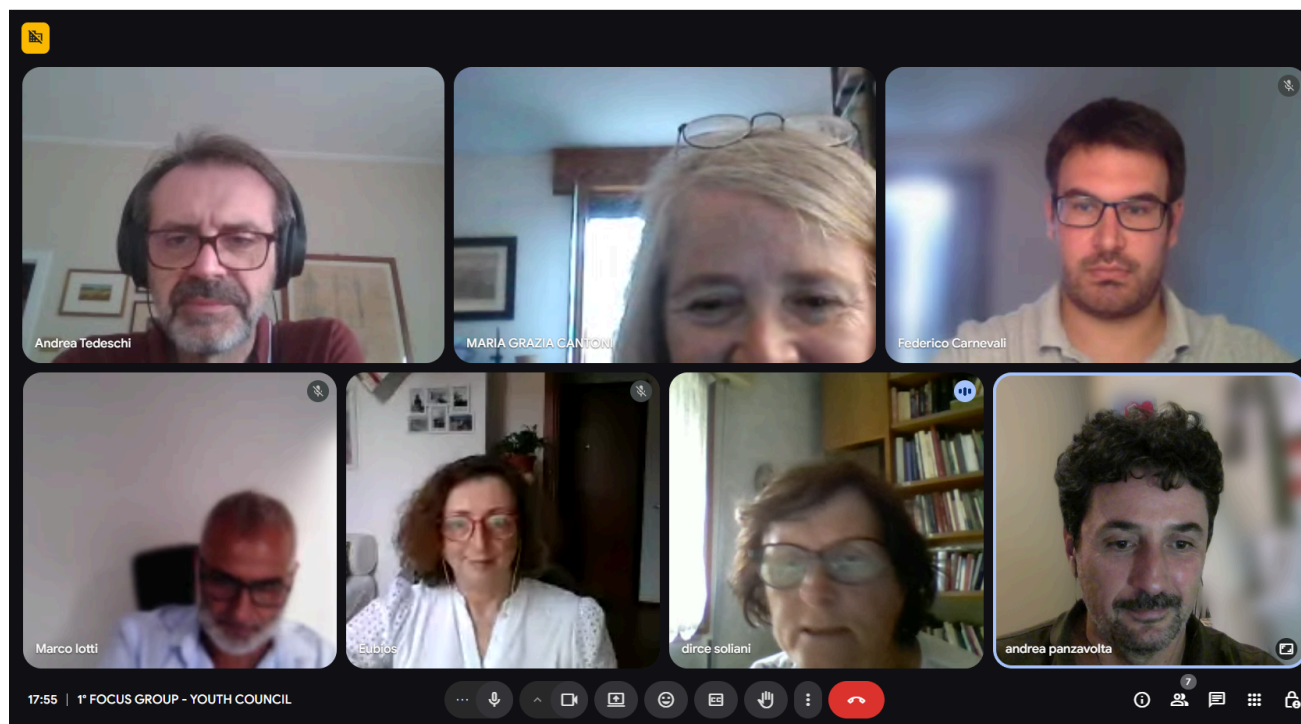 Andrea Tedeschi
MARIA GRAZIA CANTONI
Federico Carnevali
Marco lotti
Eubios
dirce soliani
andrea panzavolta
17:55 | 1° FOCUS GROUP - YOUTH COUNCIL
7